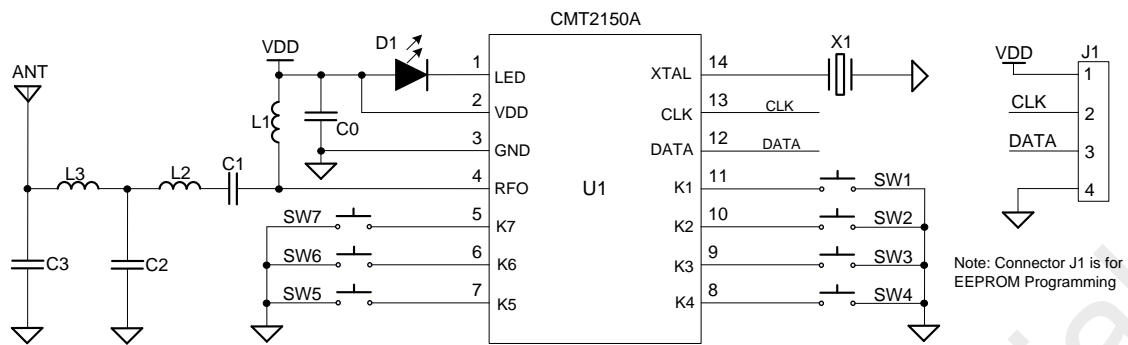 CMT2150A
ANT
VDD
D1
L1
C0
L3
L2
C1
C3
C2
1
LED
2
VDD
3
GND
4
RFO
5
K7
6
K6
7
K5
SW7
SW6
SW5
U1
XTAL
14
X1
CLK
13
CLK
DATA
12
DATA
K1
11
SW1
K2
10
SW2
K3
9
SW3
K4
8
SW4
J1
VDD
1
CLK
2
DATA
3
4
Note: Connector J1 is for
EEPROM Programming